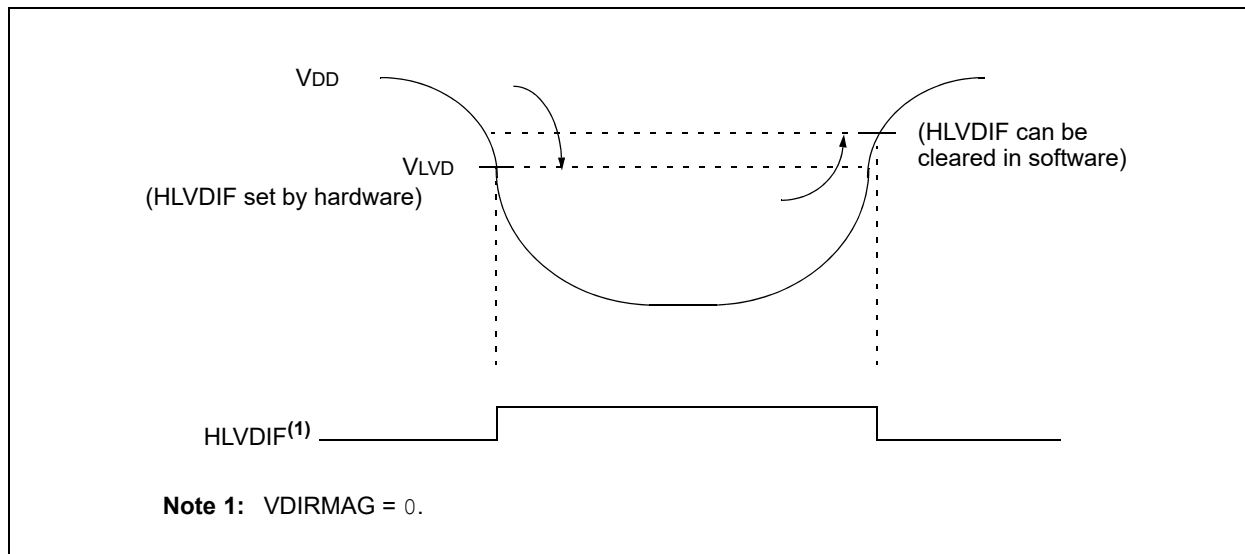 VDD
(HLVDIF can be
cleared in software)
VLVD
(HLVDIF set by hardware)
HLVDIF(1)
Note 1: VDIRMAG = 0.